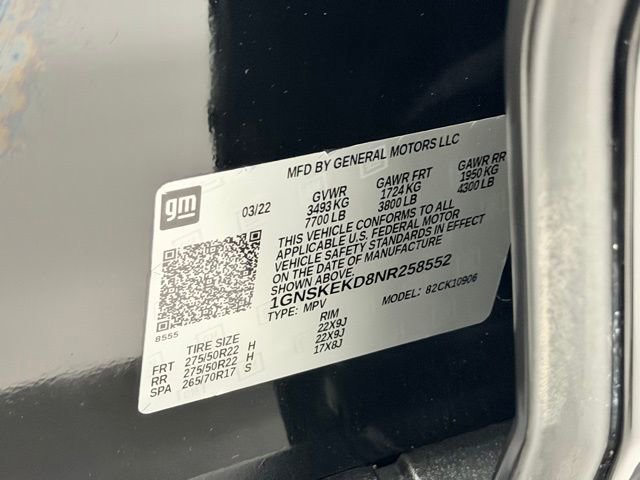 MFD BY GENERAL MOTORS LLC
gm
03/22
GVWR GAWR FRT GAWR RR
3493 KG 1724 KG 1950 KG
7700 LB 3800 LB 4300 LB
THIS VEHICLE CONFORMS TO ALL
APPLICABLE U.S. FEDERAL MOTOR
VEHICLE SAFETY STANDARDS IN EFFECT
ON THE DATE OF MANUFACTURE
SHOWN ABOVE.
1GNSKEKD8NR258552
TYPE: MPV MODEL: 82CK10906
8555
TIRE SIZE RIM
FRT 275/50R22 H 22X9J
RR 275/50R22 H 22X9J
SPA 265/70R17 S 17X8J